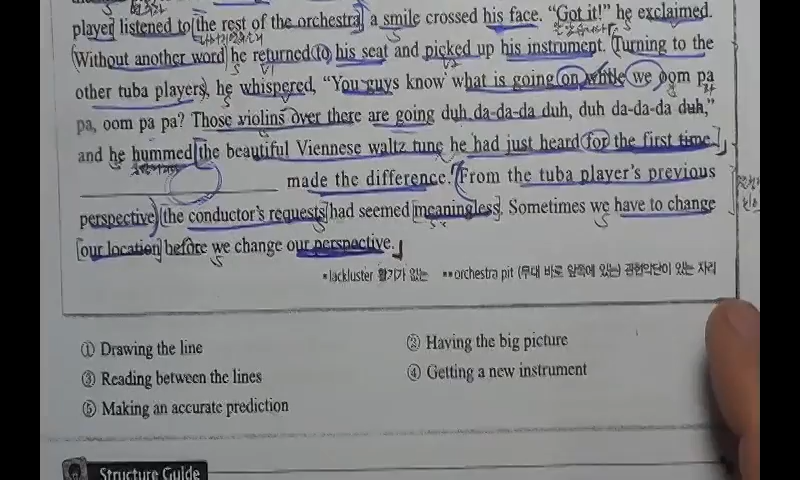 player listened to the rest of the orchestra a smile crossed his face. "Got it!" he exclaimed.
Without another word he returned to his seat and picked up his instrument. Turning to the
other tuba players, he whispered, "You guys know what is going on while we oom pa
pa, oom pa pa? Those violins over there are going duh da-da-da duh, duh da-da-da duh,"
and he hummed the beautiful Viennese waltz tune he had just heard for the first time.
made the difference. From the tuba player's previous
perspective, the conductor's requests had seemed meaningless. Sometimes we have to change
our location before we change our perspective.
*lackluster 활기가 없는 **orchestra pit (무대 바로 앞쪽에 있는) 관현악단이 있는 자리
① Drawing the line
② Having the big picture
③ Reading between the lines
④ Getting a new instrument
⑤ Making an accurate prediction
Structure Guide